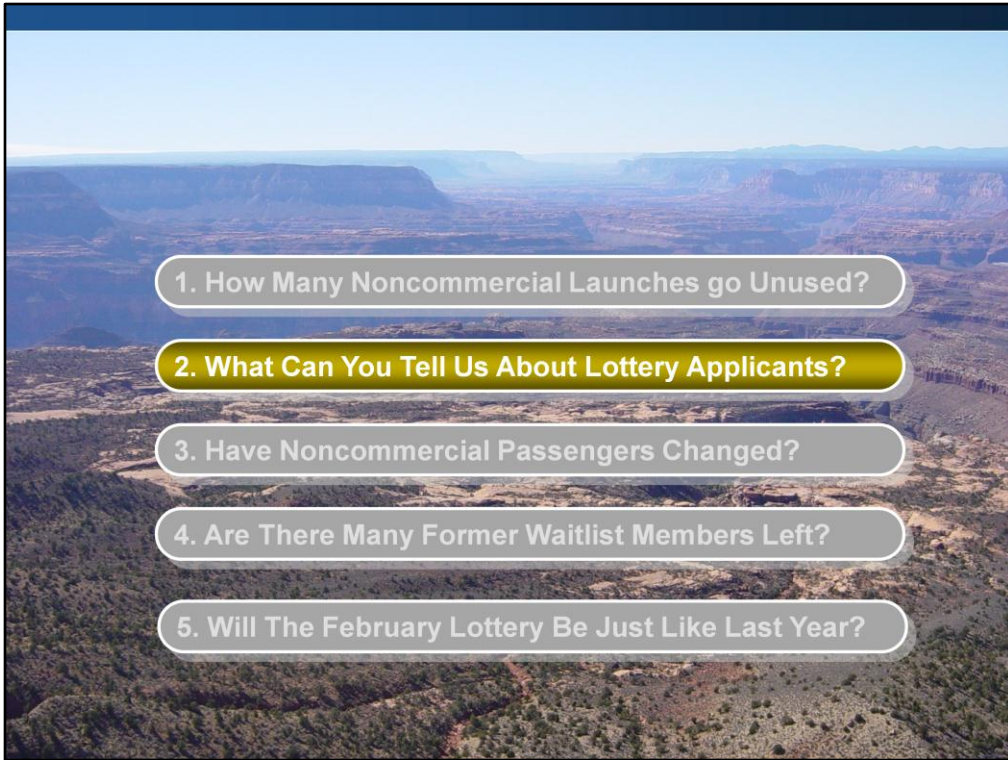 1. How Many Noncommercial Launches go Unused?
2. What Can You Tell Us About Lottery Applicants?
3. Have Noncommercial Passengers Changed?
4. Are There Many Former Waitlist Members Left?
5. Will The February Lottery Be Just Like Last Year?